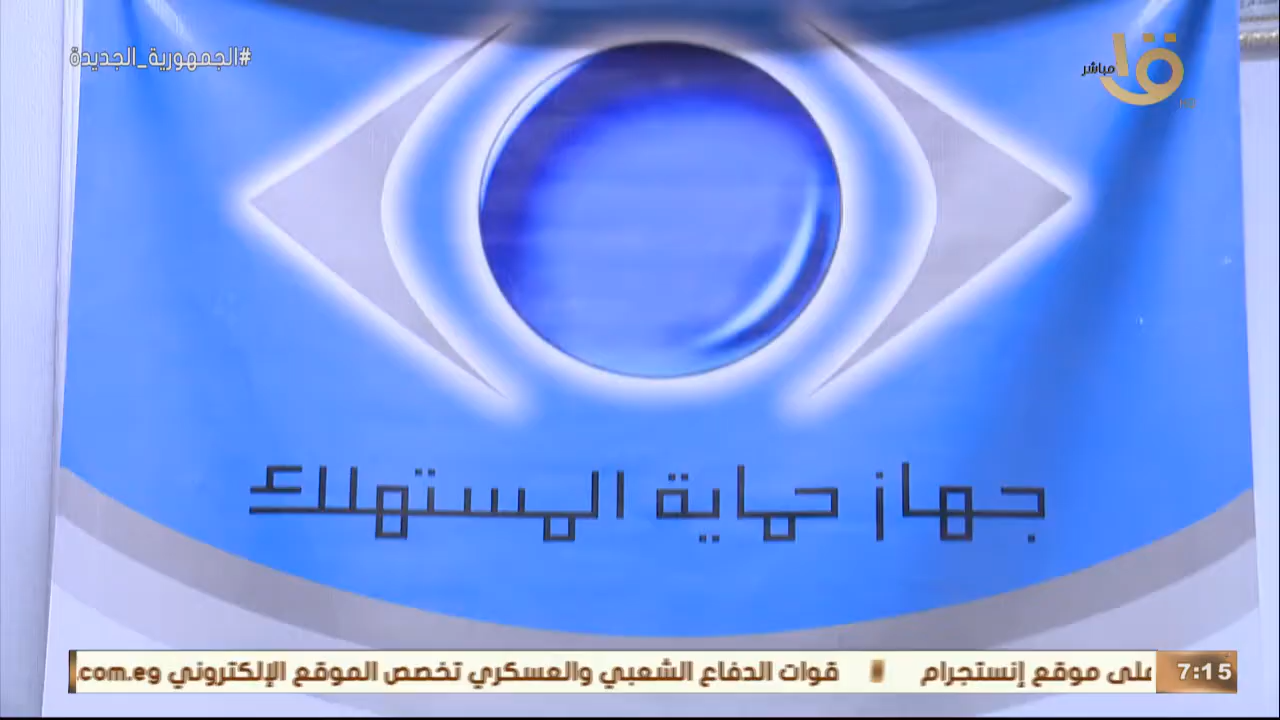 #الجمهورية_الجديدة
مباشر
جهاز حماية المستهلك
على موقع إنستجرام ▪ قوات الدفاع الشعبي والعسكري تخصص الموقع الإلكتروني com.eg.
7:15